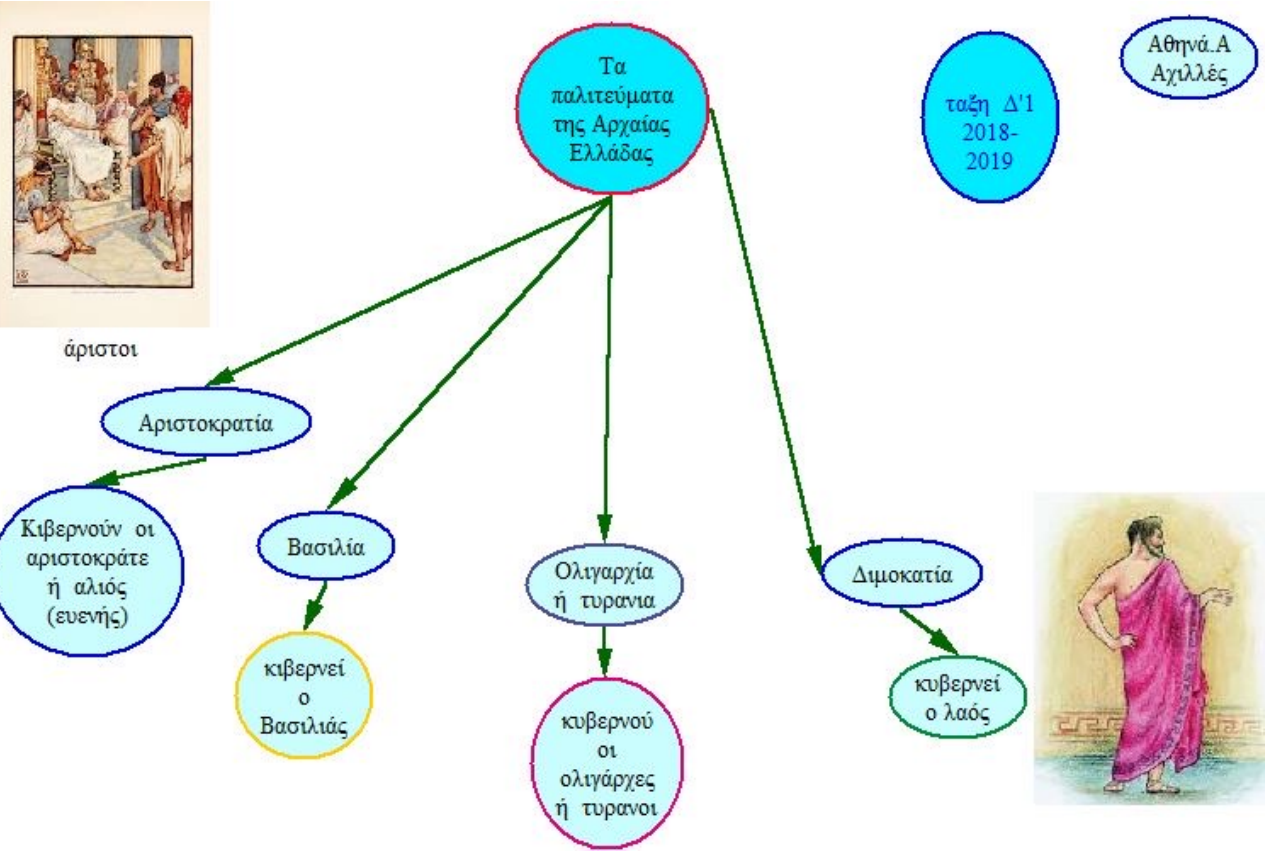 Τα
παλιτεύματα
της Αρχαίας
Ελλάδας
ταξη Δ'1
2018-
2019
Αθηνά.Α
Αχιλλές
άριστοι
Αριστοκρατία
Κιβερνούν οι
αριστοκράτε
ή αλιός
(ευενής)
Βασιλία
κιβερνεί
ο
Βασιλιάς
Ολιγαρχία
ή τυρανια
κυβερνού
οι
ολιγάρχες
ή τυρανοι
Διμοκατία
κυβερνεί
ο λαός